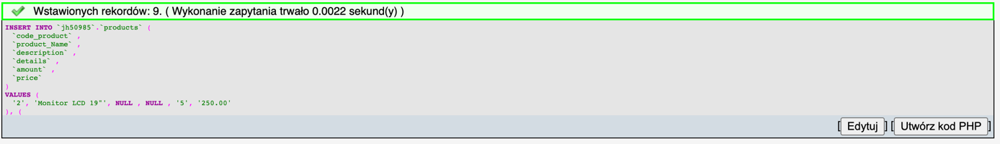 Wstawionych rekordów: 9. ( Wykonanie zapytania trwało 0.0022 sekund(y) )
INSERT INTO `jh50985`.`products` (
`code_product` ,
`product_Name` ,
`description` ,
`details` ,
`amount` ,
`price`
)
VALUES (
'2', 'Monitor LCD 19"', NULL , NULL , '5', '250.00'
), (
[ Edytuj ] [ Utwórz kod PHP ]